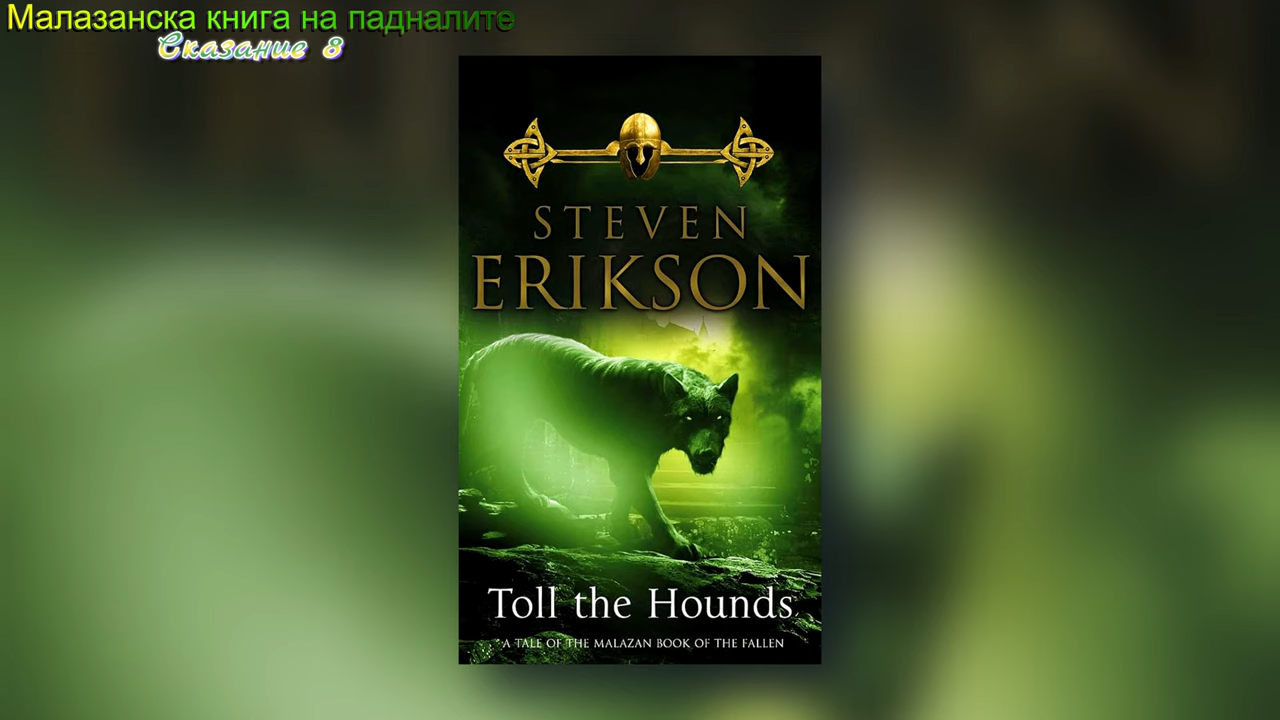 Малазанска книга на падналите
Сказание 8
STEVEN
ERIKSON
Toll the Hounds
A TALE OF THE MALAZAN BOOK OF THE FALLEN